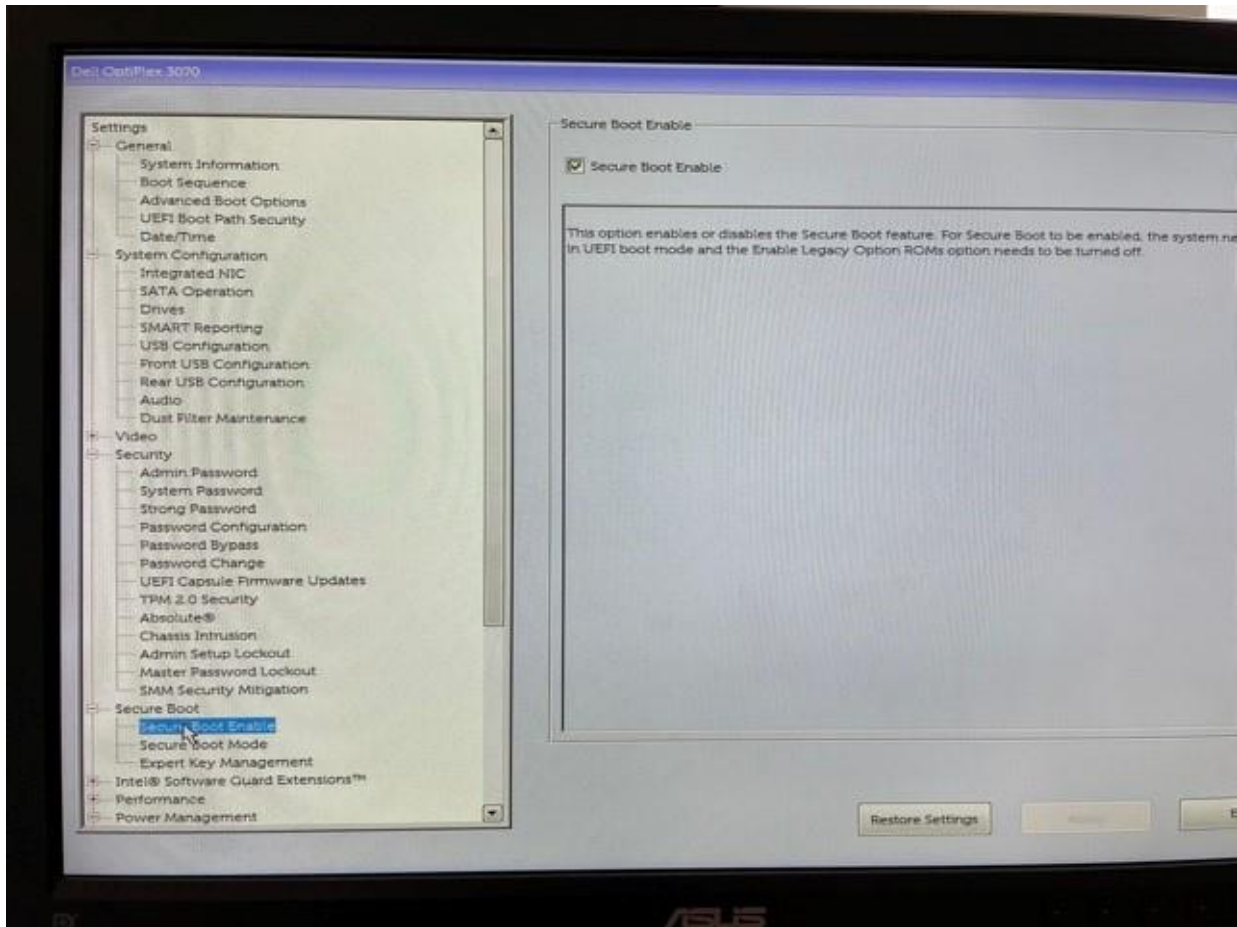 Dell OptiPlex 3070
Settings
General
System Information
Boot Sequence
Advanced Boot Options
UEFI Boot Path Security
Date/Time
System Configuration
Integrated NIC
SATA Operation
Drives
SMART Reporting
USB Configuration
Front USB Configuration
Rear USB Configuration
Audio
Dust Filter Maintenance
Video
Security
Admin Password
System Password
Strong Password
Password Configuration
Password Bypass
Password Change
UEFI Capsule Firmware Updates
TPM 2.0 Security
Absolute®
Chassis Intrusion
Admin Setup Lockout
Master Password Lockout
SMM Security Mitigation
Secure Boot
Secure Boot Enable
Secure Boot Mode
Expert Key Management
Intel® Software Guard Extensions™
Performance
Power Management
Secure Boot Enable
Secure Boot Enable
This option enables or disables the Secure Boot feature. For Secure Boot to be enabled, the system ne
in UEFI boot mode and the Enable Legacy Option ROMs option needs to be turned off.
Restore Settings
E
ASUS